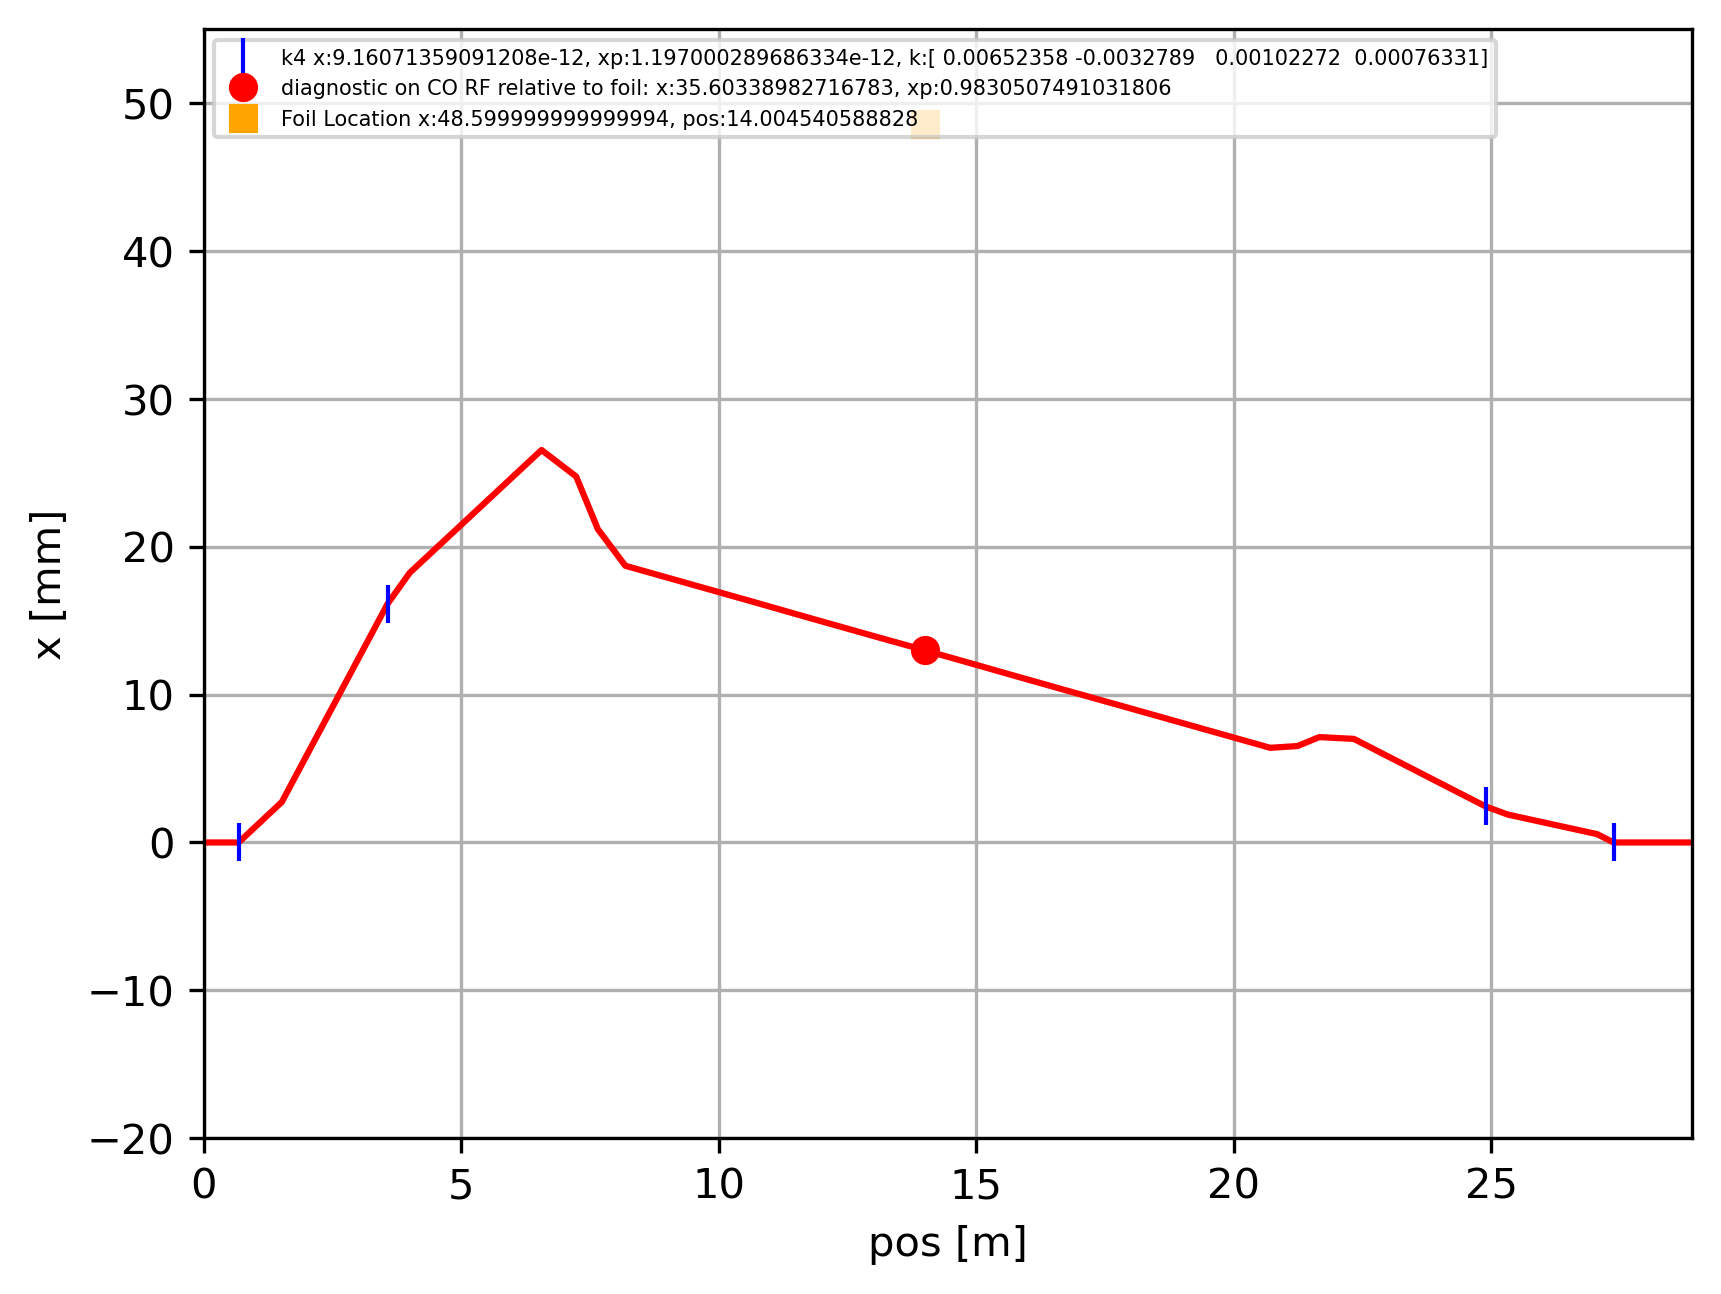 k4 x:9.16071359091208e-12, xp:1.197000289686334e-12, k:[ 0.00652358 -0.0032789 0.00102272 0.00076331]
diagnostic on CO RF relative to foil: x:35.60338982716783, xp:0.9830507491031806
Foil Location x:48.599999999999994, pos:14.004540588828
50
40
30
20
10
0
−10
−20
x [mm]
0 5 10 15 20 25
pos [m]